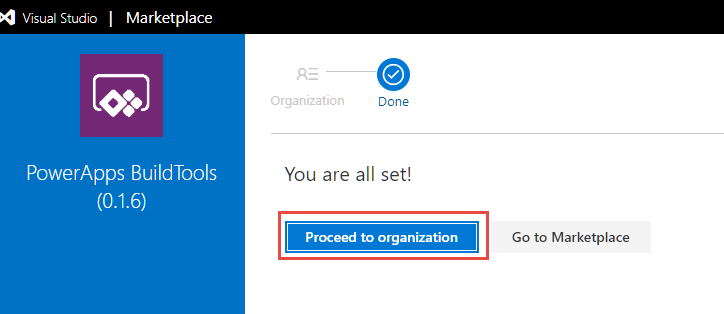 Visual Studio | Marketplace
PowerApps BuildTools
(0.1.6)
Organization
Done
You are all set!
Proceed to organization
Go to Marketplace